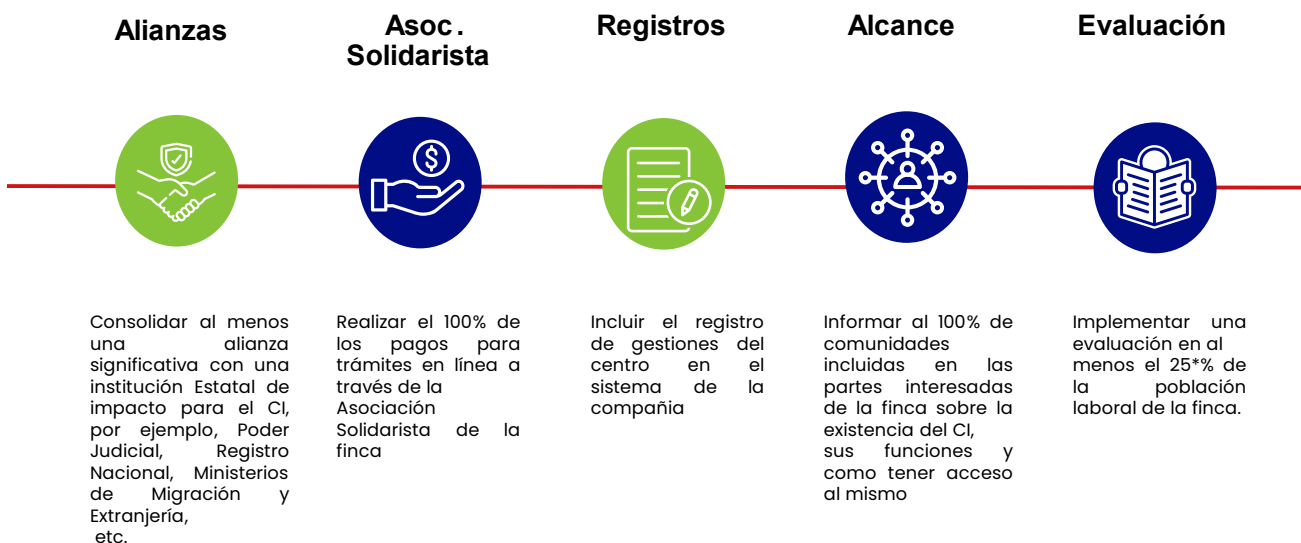 Alianzas
Asoc.
Solidarista
Registros
Alcance
Evaluación
$
Consolidar al menos
una alianza
significativa con una
institución Estatal de
impacto para el CI,
por ejemplo, Poder
Judicial, Registro
Nacional, Ministerios
de Migración y
Extranjería,
etc.
Realizar el 100% de
los pagos para
trámites en línea a
través de la
Asociación
Solidarista de la
finca
Incluir el registro
de gestiones del
centro en el
sistema de la
compañia
Informar al 100% de
comunidades
incluidas en las
partes interesadas
de la finca sobre la
existencia del CI,
sus funciones y
como tener acceso
al mismo
Implementar una
evaluación en al
menos el 25*% de
la población
laboral de la finca.